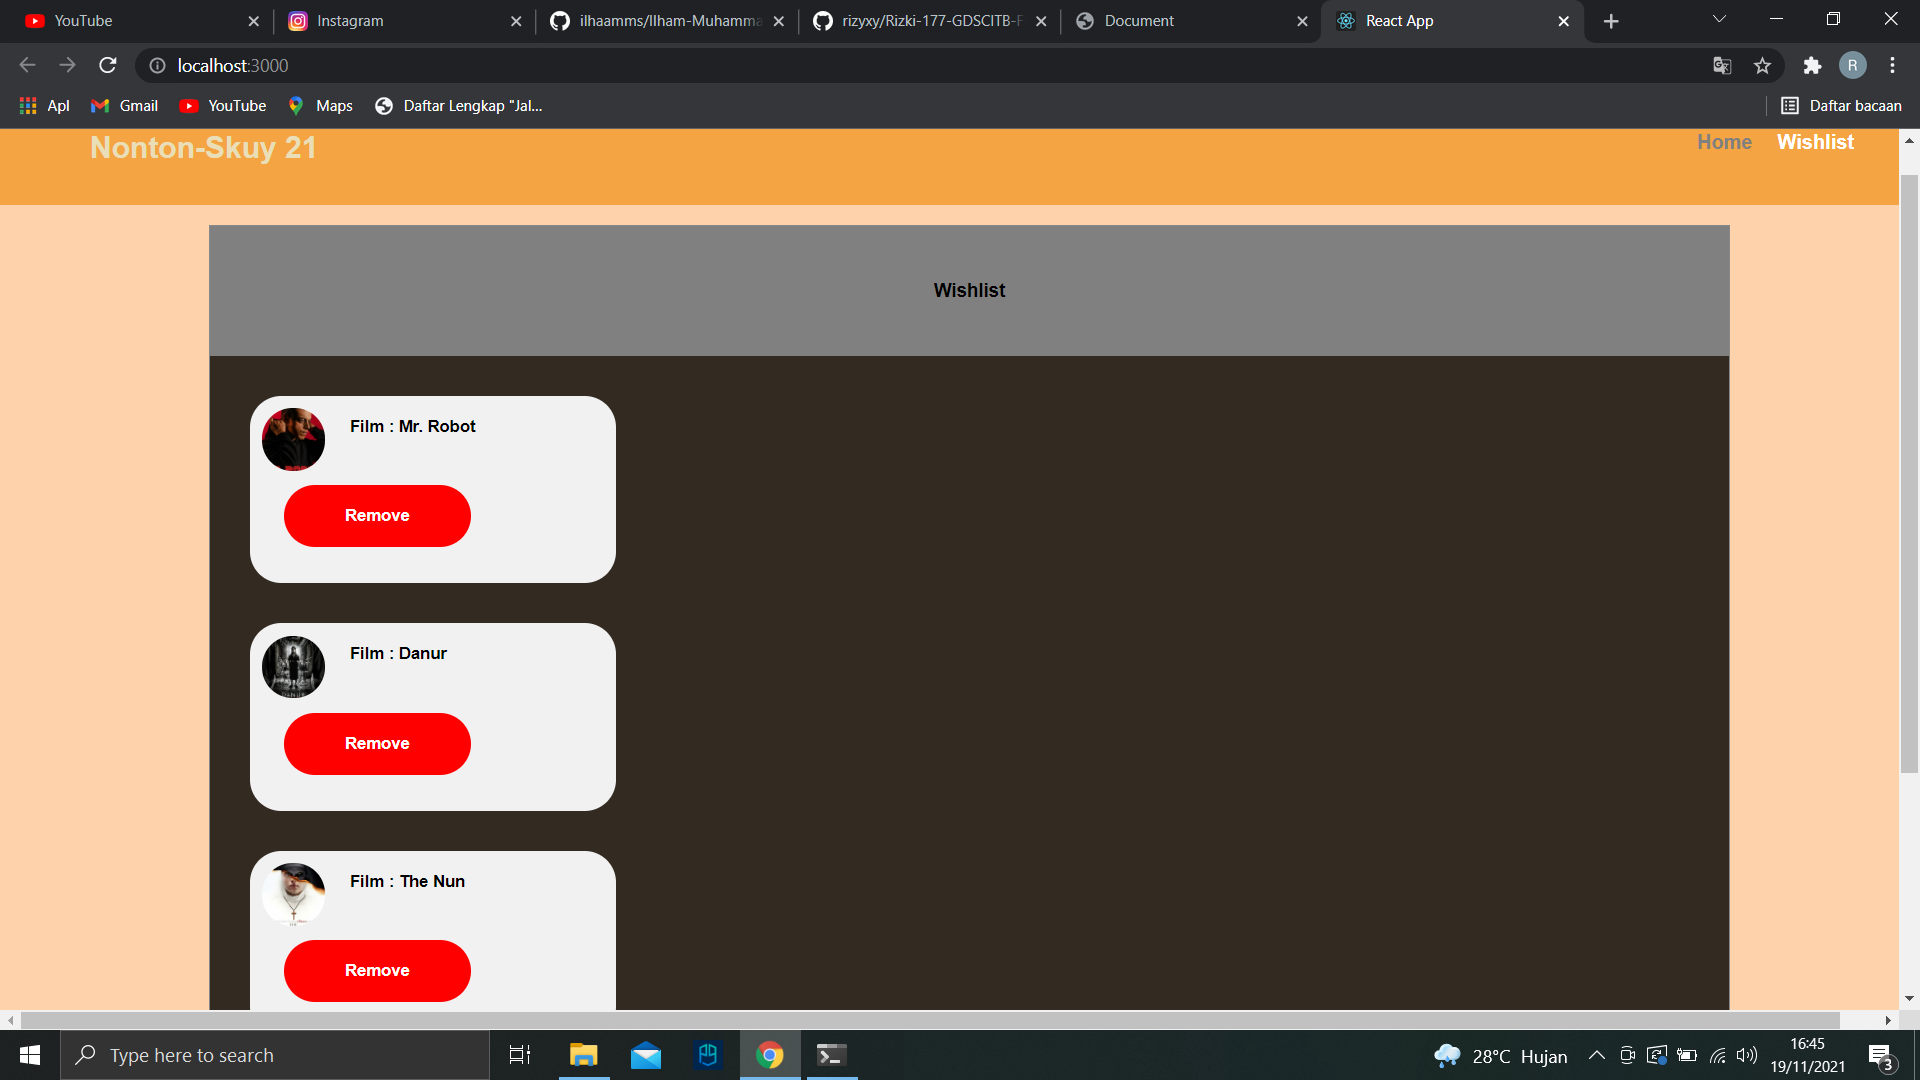 YouTube
Instagram
ilhaamms/Ilham-Muhamma
rizyxy/Rizki-177-GDSCITB-F
Document
React App
localhost:3000
R
Apl
Gmail
YouTube
Maps
Daftar Lengkap "Jal...
Daftar bacaan
Nonton-Skuy 21
Home
Wishlist
Wishlist
Film : Mr. Robot
Remove
Film : Danur
DANUR
Remove
Film : The Nun
Remove
Type here to search
28°C Hujan
16:45
19/11/2021
3